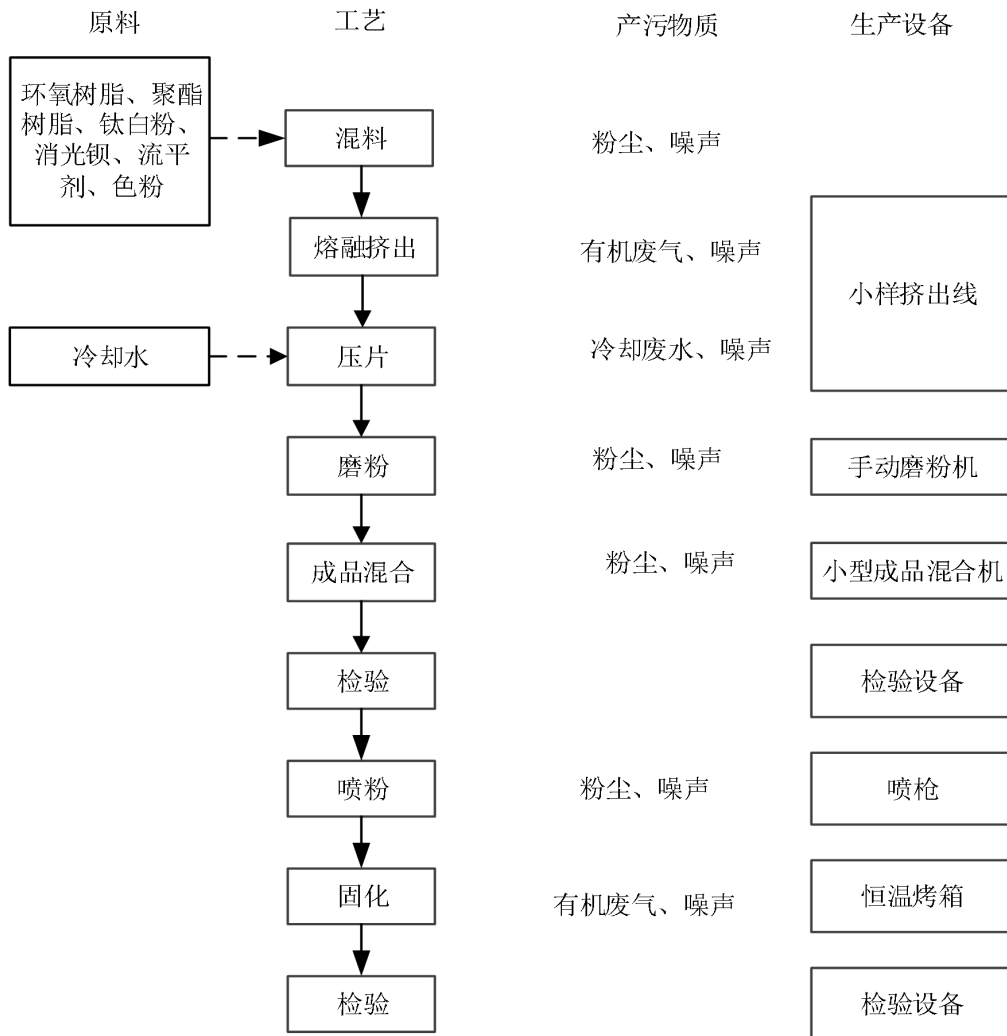 原料
工艺
产污物质
生产设备
环氧树脂、聚酯
树脂、钛白粉、
消光钡、流平
剂、色粉
混料
粉尘、噪声
熔融挤出
有机废气、噪声
小样挤出线
冷却水
压片
冷却废水、噪声
磨粉
粉尘、噪声
手动磨粉机
成品混合
粉尘、噪声
小型成品混合机
检验
检验设备
喷粉
粉尘、噪声
喷枪
固化
有机废气、噪声
恒温烤箱
检验
检验设备